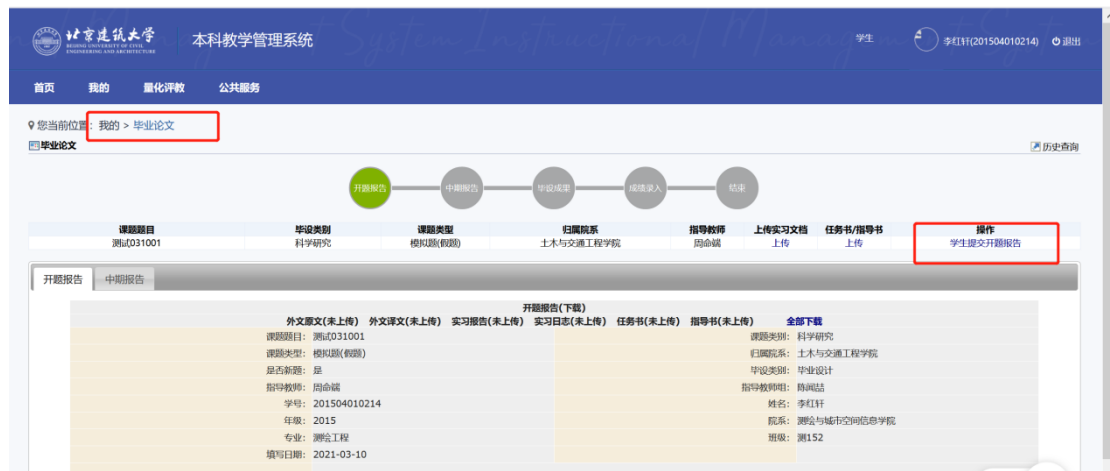 北京建筑大学
BEIJING UNIVERSITY OF CIVIL
ENGINEERING AND ARCHITECTURE
本科教学管理系统
学生 李红轩(201504010214) 退出
首页 我的 量化评教 公共服务
您当前位置: 我的 > 毕业论文
毕业论文 历史查询
开题报告 中期报告 毕设成果 成绩录入 结束
课题题目 毕设类别 课题类型 归属院系 指导教师 上传实习文档 任务书/指导书 操作
测试031001 科学研究 模拟题(假题) 土木与交通工程学院 周命端 上传 上传 学生提交开题报告
开题报告 中期报告
开题报告(下载)
外文原文(未上传) 外文译文(未上传) 实习报告(未上传) 实习日志(未上传) 任务书(未上传) 指导书(未上传) 全部下载
课题题目: 测试031001 课题类别: 科学研究
课题类型: 模拟题(假题) 归属院系: 土木与交通工程学院
是否新题: 是 毕设类别: 毕业设计
指导教师: 周命端 指导教师组: 陈闻喆
学号: 201504010214 姓名: 李红轩
年级: 2015 院系: 测绘与城市空间信息学院
专业: 测绘工程 班级: 测152
填写日期: 2021-03-10